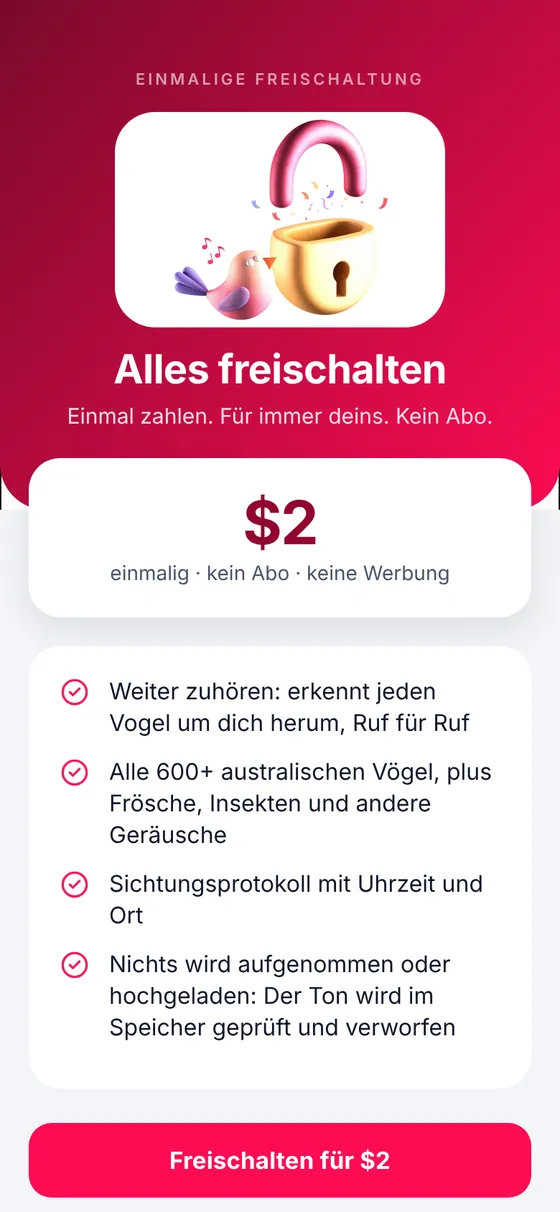 EINMALIGE FREISCHALTUNG
Alles freischalten
Einmal zahlen. Für immer deins. Kein Abo.
$2
einmalig · kein Abo · keine Werbung
Weiter zuhören: erkennt jeden
Vogel um dich herum, Ruf für Ruf
Alle 600+ australischen Vögel, plus
Frösche, Insekten und andere
Geräusche
Sichtungsprotokoll mit Uhrzeit und
Ort
Nichts wird aufgenommen oder
hochgeladen: Der Ton wird im
Speicher geprüft und verworfen
Freischalten für $2